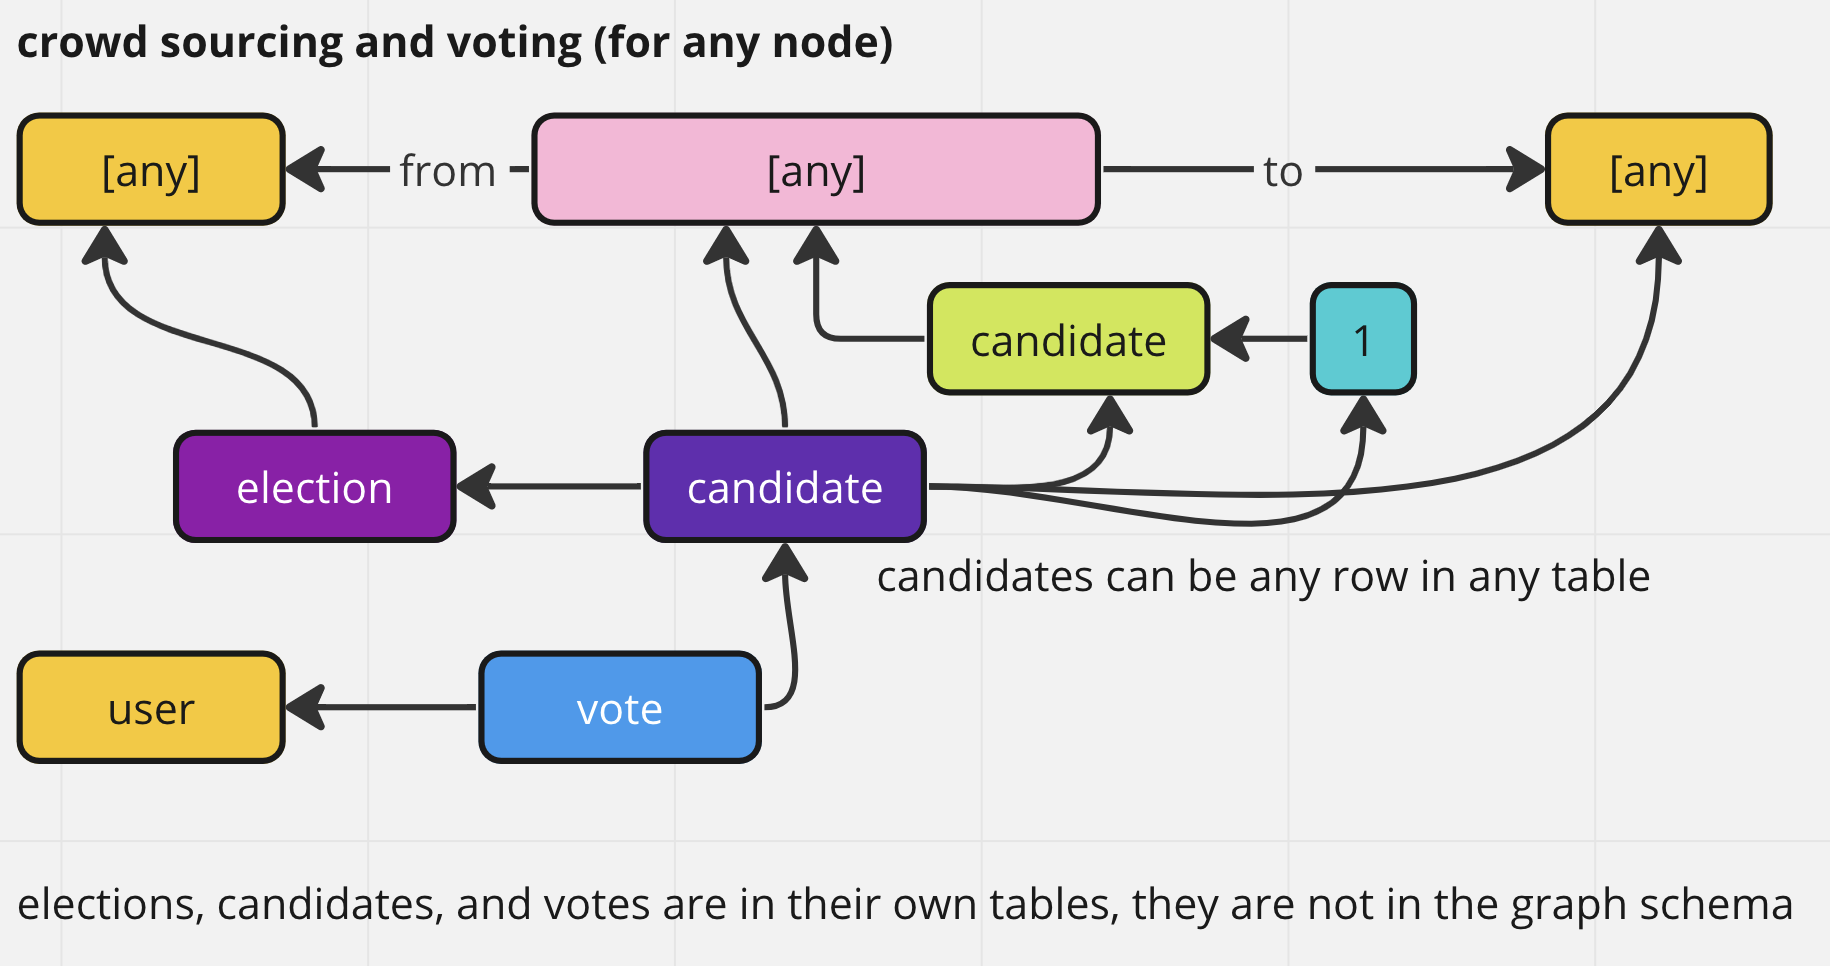 crowd sourcing and voting (for any node)
[any]
from
[any]
to
[any]
candidate
1
election
candidate
candidates can be any row in any table
user
vote
elections, candidates, and votes are in their own tables, they are not in the graph schema